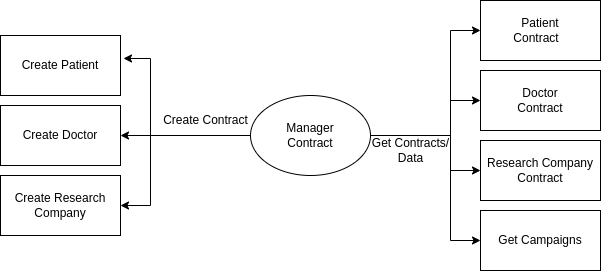 Create Patient
Create Doctor
Create Research
Company
Create Contract
Manager
Contract
Get Contracts/
Data
Patient
Contract
Doctor
Contract
Research Company
Contract
Get Campaigns